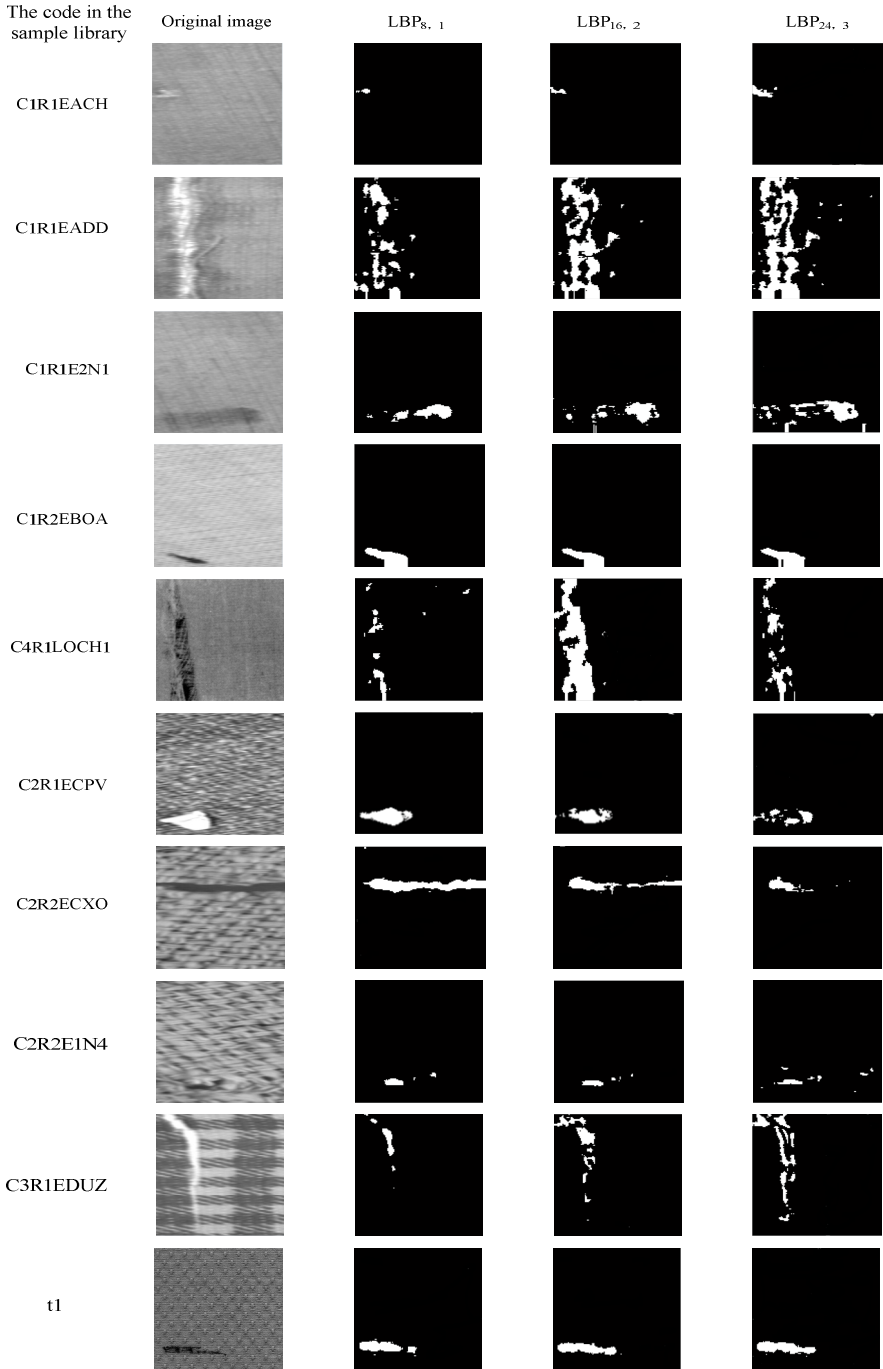 The code in the
sample library
Original image
LBP8, 1
LBP16, 2
LBP24, 3
C1R1EACH
C1R1EADD
C1R1E2N1
C1R2EBOA
C4R1LOCH1
C2R1ECPV
C2R2ECXO
C2R2E1N4
C3R1EDUZ
t1